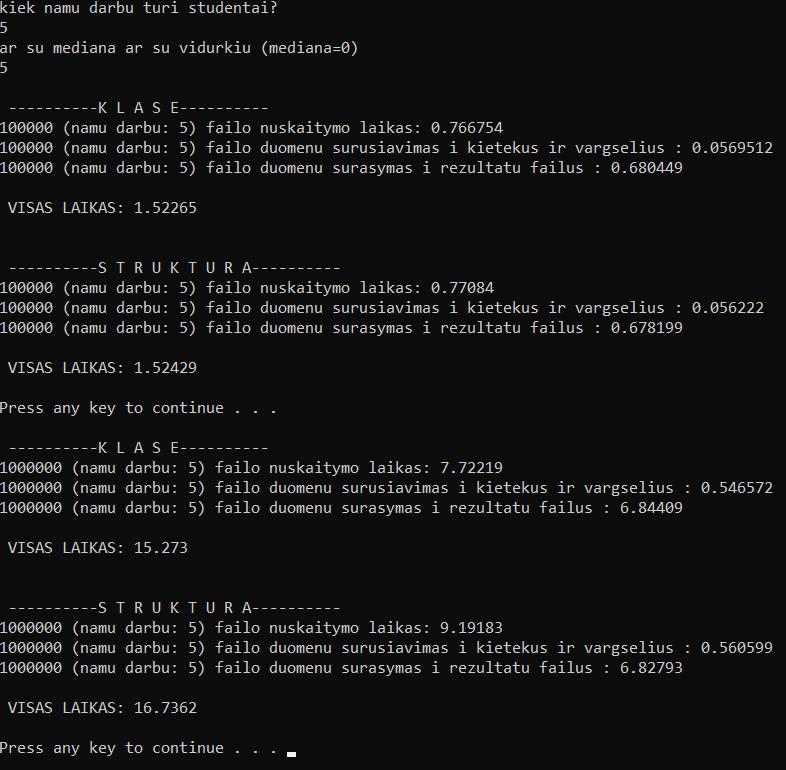 kiek namu darbu turi studentai?
5
ar su mediana ar su vidurkiu (mediana=0)
5
----------K L A S E----------
100000 (namu darbu: 5) failo nuskaitymo laikas: 0.766754
100000 (namu darbu: 5) failo duomenu surusiavimas i kietekus ir vargselius : 0.0569512
100000 (namu darbu: 5) failo duomenu surasymas i rezultatu failus : 0.680449
VISAS LAIKAS: 1.52265
----------S T R U K T U R A----------
100000 (namu darbu: 5) failo nuskaitymo laikas: 0.77084
100000 (namu darbu: 5) failo duomenu surusiavimas i kietekus ir vargselius : 0.056222
100000 (namu darbu: 5) failo duomenu surasymas i rezultatu failus : 0.678199
VISAS LAIKAS: 1.52429
Press any key to continue . . .
----------K L A S E----------
1000000 (namu darbu: 5) failo nuskaitymo laikas: 7.72219
1000000 (namu darbu: 5) failo duomenu surusiavimas i kietekus ir vargselius : 0.546572
1000000 (namu darbu: 5) failo duomenu surasymas i rezultatu failus : 6.84409
VISAS LAIKAS: 15.273
----------S T R U K T U R A----------
1000000 (namu darbu: 5) failo nuskaitymo laikas: 9.19183
1000000 (namu darbu: 5) failo duomenu surusiavimas i kietekus ir vargselius : 0.560599
1000000 (namu darbu: 5) failo duomenu surasymas i rezultatu failus : 6.82793
VISAS LAIKAS: 16.7362
Press any key to continue . . .